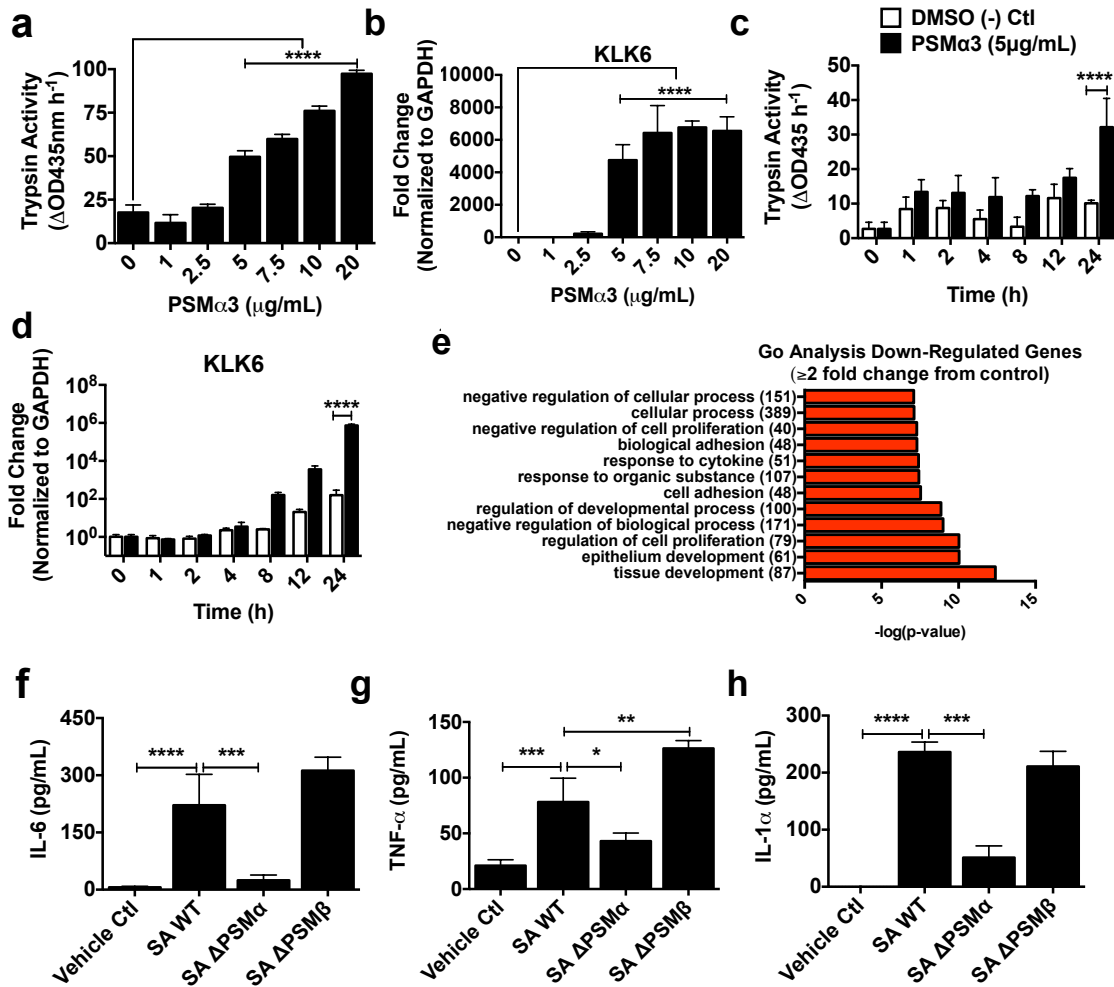 a
****
Trypsin Activity
(ΔOD435nm h-1)
100
75
50
25
0
0 1 2.5 5 7.5 10 20
PSMα3 (μg/mL)
b
KLK6
****
Fold Change
(Normalized to GAPDH)
10000
8000
6000
4000
2000
0
0 1 2.5 5 7.5 10 20
PSMα3 (μg/mL)
c
DMSO (-) Ctl
PSMα3 (5μg/mL)
****
Trypsin Activity
(ΔOD435 h-1)
50
40
30
20
10
0
0 1 2 4 8 12 24
Time (h)
d
KLK6
****
Fold Change
(Normalized to GAPDH)
10⁸
10⁶
10⁴
10²
10⁰
0 1 2 4 8 12 24
Time (h)
e
Go Analysis Down-Regulated Genes
(≥2 fold change from control)
negative regulation of cellular process (151)
cellular process (389)
negative regulation of cell proliferation (40)
biological adhesion (48)
response to cytokine (51)
response to organic substance (107)
cell adhesion (48)
regulation of developmental process (100)
negative regulation of biological process (171)
regulation of cell proliferation (79)
epithelium development (61)
tissue development (87)
0 5 10 15
-log(p-value)
f
**** ***
IL-6 (pg/mL)
450
300
150
0
Vehicle Ctl SA WT SA ΔPSMα SA ΔPSMβ
g
**
*** *
TNF-α (pg/mL)
150
100
50
0
Vehicle Ctl SA WT SA ΔPSMα SA ΔPSMβ
h
**** ***
IL-1α (pg/mL)
300
200
100
0
Vehicle Ctl SA WT SA ΔPSMα SA ΔPSMβ